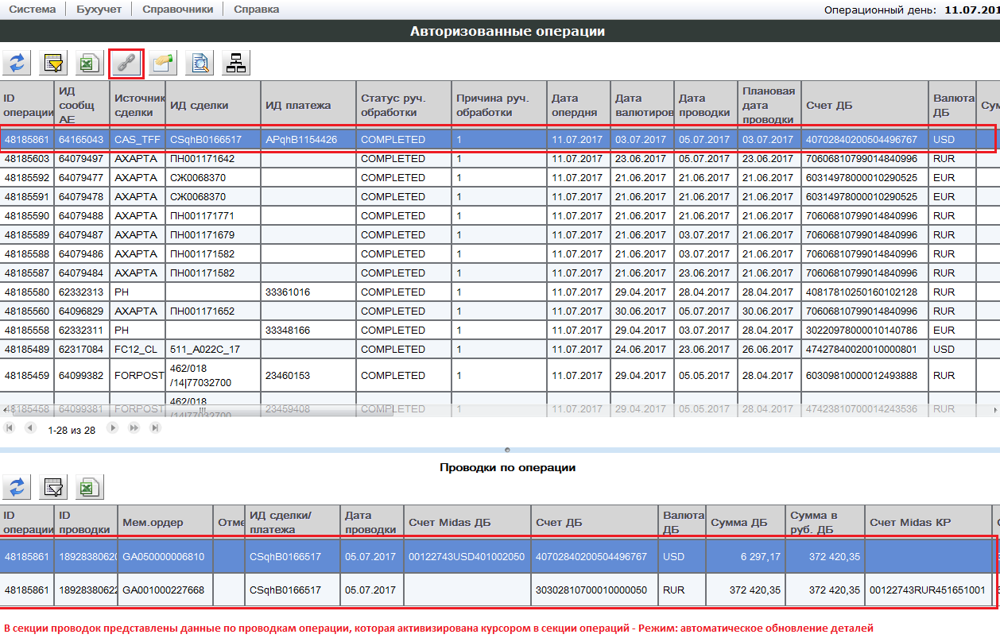 Система Бухучет Справочники Справка Операционный день: 11.07.201
Авторизованные операции
ID операции ИД сообщ АЕ Источник сделки ИД сделки ИД платежа Статус руч. обработки Причина руч. обработки Дата опердня Дата валютиров Дата проводки Плановая дата проводки Счет ДБ Валюта ДБ Сум
48185861 64165043 CAS_TFF CSqhB0166517 APqhB1154426 COMPLETED 1 11.07.2017 03.07.2017 05.07.2017 03.07.2017 40702840200504496767 USD
48185603 64079497 AXAPTA ПН001171642 COMPLETED 1 11.07.2017 23.06.2017 05.07.2017 23.06.2017 70606810799014840996 RUR
48185592 64079477 AXAPTA СЖ0068370 COMPLETED 1 11.07.2017 21.06.2017 21.06.2017 21.06.2017 60314978000010290525 EUR
48185591 64079478 AXAPTA СЖ0068370 COMPLETED 1 11.07.2017 21.06.2017 21.06.2017 21.06.2017 60314978000010290525 EUR
48185590 64079488 AXAPTA ПН001171771 COMPLETED 1 11.07.2017 21.06.2017 21.06.2017 21.06.2017 70606810799014840996 RUR
48185589 64079487 AXAPTA ПН001171679 COMPLETED 1 11.07.2017 21.06.2017 03.07.2017 21.06.2017 70606810799014840996 RUR
48185588 64079486 AXAPTA ПН001171582 COMPLETED 1 11.07.2017 21.06.2017 03.07.2017 21.06.2017 70606810799014840996 RUR
48185587 64079484 AXAPTA ПН001171582 COMPLETED 1 11.07.2017 21.06.2017 23.06.2017 21.06.2017 70606810799014840996 RUR
48185580 62332313 PH 33361016 COMPLETED 1 11.07.2017 29.04.2017 28.04.2017 28.04.2017 40817810250160102128 RUR
48185560 64096829 AXAPTA ПН001171652 COMPLETED 1 11.07.2017 30.06.2017 05.07.2017 30.06.2017 70606810799014840996 RUR
48185558 62332311 PH 33348166 COMPLETED 1 11.07.2017 29.04.2017 03.07.2017 28.04.2017 30220978000010140786 EUR
48185489 62317084 FC12_CL 511_A022C_17 COMPLETED 1 11.07.2017 24.06.2017 23.06.2017 26.06.2017 47427840020010000801 USD
48185459 64099382 FORPOST 462/018 /14|77032700 23460153 COMPLETED 1 11.07.2017 29.04.2017 05.05.2017 28.04.2017 60309810000012493888 RUR
48185458 64099381 FORPOST 462/018 /14|77032700 23459408 COMPLETED 1 11.07.2017 29.04.2017 05.05.2017 28.04.2017 47423810700014243536 RUR
1-28 из 28
Проводки по операции
ID операции ID проводки Мем.ордер Отме ИД сделки/ платежа Дата проводки Счет Midas ДБ Счет ДБ Валюта ДБ Сумма ДБ Сумма в руб. ДБ Счет Midas КР
48185861 1892838062 GA050000006810 CSqhB0166517 05.07.2017 00122743USD401002050 40702840200504496767 USD 6 297,17 372 420,35
48185861 18928380622 GA001000227668 CSqhB0166517 05.07.2017 30302810700010000050 RUR 372 420,35 372 420,35 00122743RUR451651001
В секции проводок представлены данные по проводкам операции, которая активизирована курсором в секции операций - Режим: автоматическое обновление деталей